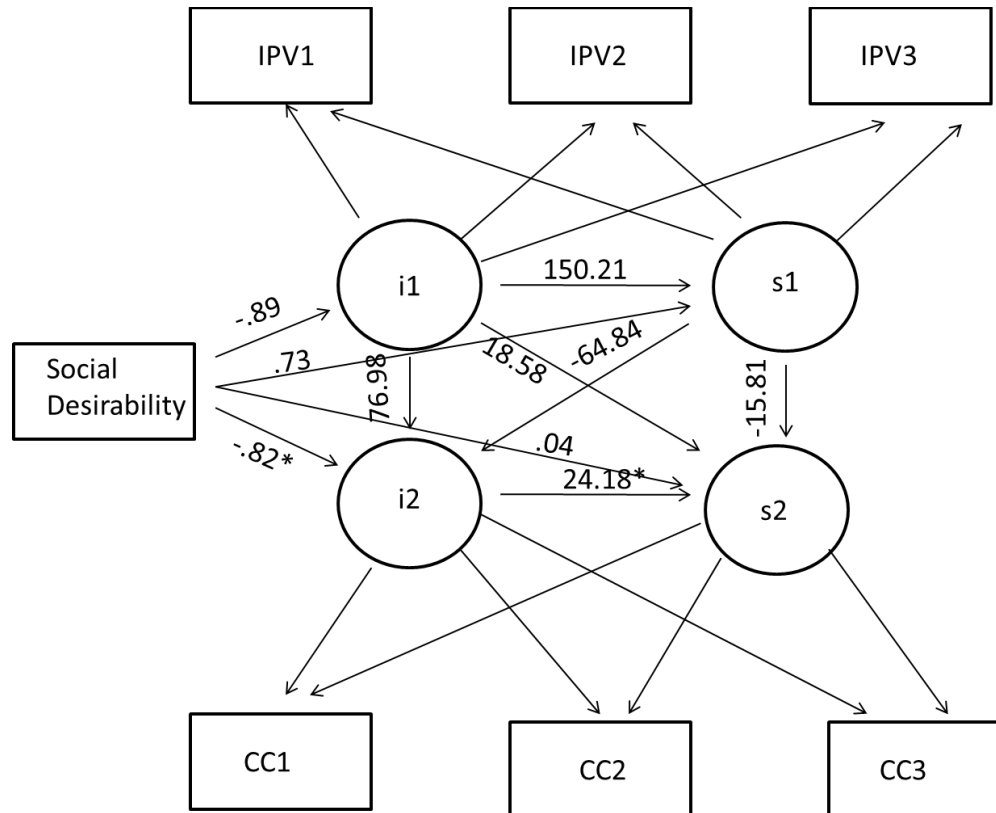 IPV1
IPV2
IPV3
i1
150.21
s1
-.89
.73
18.58
-64.84
76.98
-15.81
Social
Desirability
-.82*
.04
24.18*
i2
s2
CC1
CC2
CC3